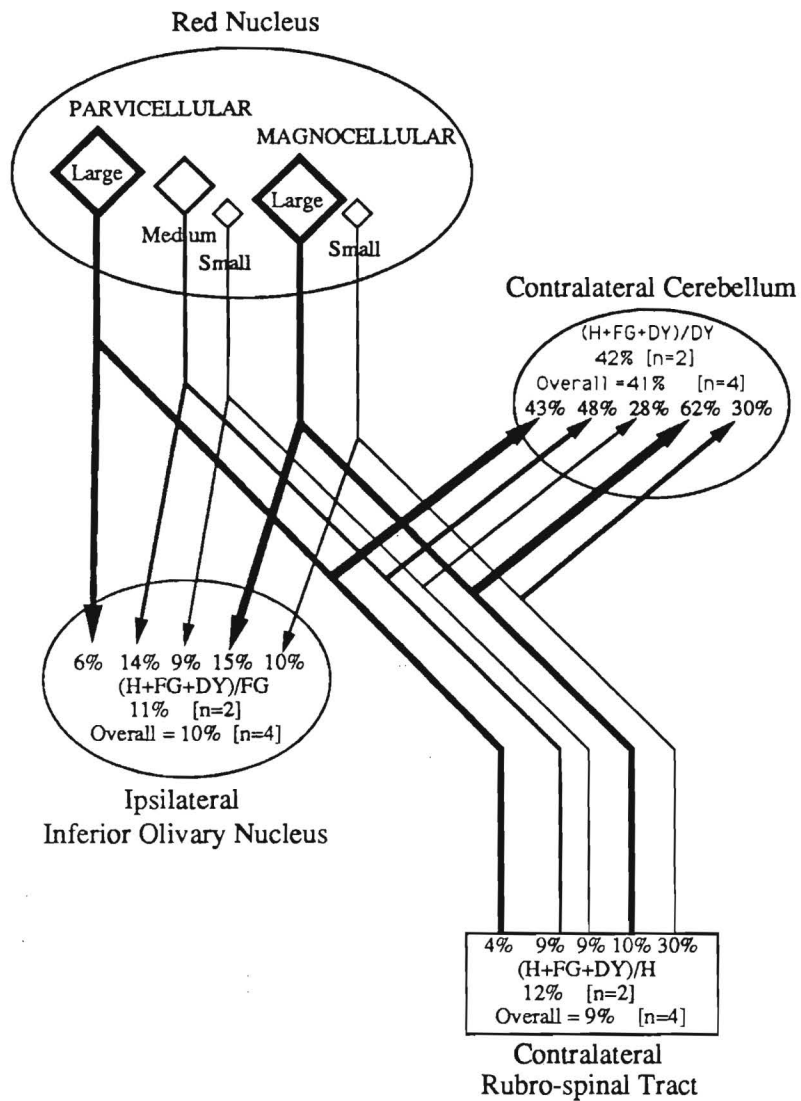 Red Nucleus
PARVICELLULAR
MAGNOCELLULAR
Large
Large
Medium
Small
Small
Contralateral Cerebellum
(H+FG+DY)/DY
42% [n=2]
Overall =41% [n=4]
43% 48% 28% 62% 30%
6% 14% 9% 15% 10%
(H+FG+DY)/FG
11% [n=2]
Overall = 10% [n=4]
Ipsilateral
Inferior Olivary Nucleus
4% 9% 9% 10% 30%
(H+FG+DY)/H
12% [n=2]
Overall = 9% [n=4]
Contralateral
Rubro-spinal Tract